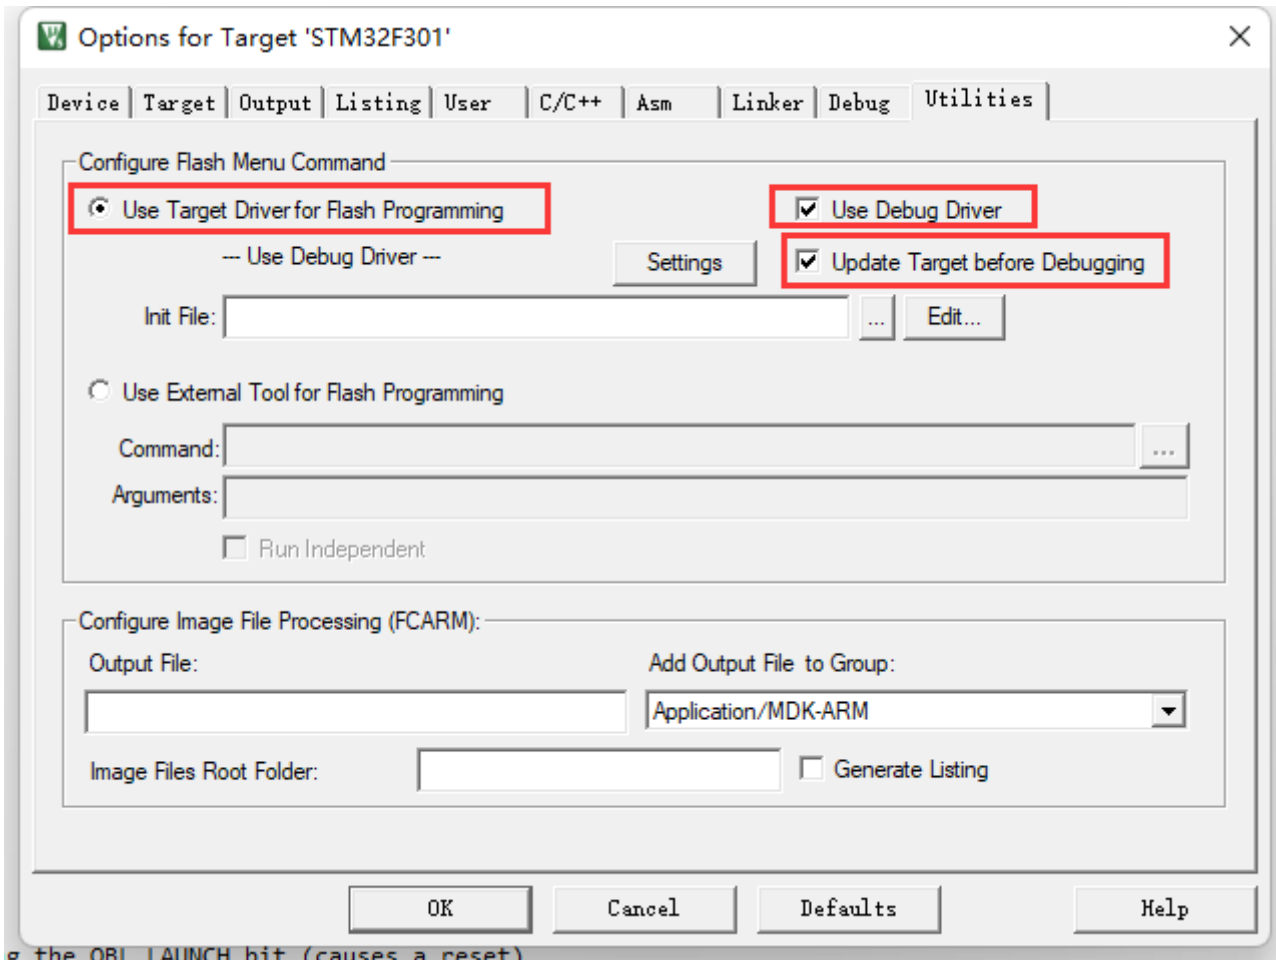 Options for Target 'STM32F301'
Device Target Output Listing User C/C++ Asm Linker Debug Utilities
Configure Flash Menu Command
Use Target Driver for Flash Programming Use Debug Driver
--- Use Debug Driver --- Settings Update Target before Debugging
Init File: ... Edit...
Use External Tool for Flash Programming
Command: ...
Arguments:
Run Independent
Configure Image File Processing (FCARM):
Output File: Add Output File to Group:
Application/MDK-ARM
Image Files Root Folder: Generate Listing
OK Cancel Defaults Help
g the OBL_LAUNCH bit (causes a reset)